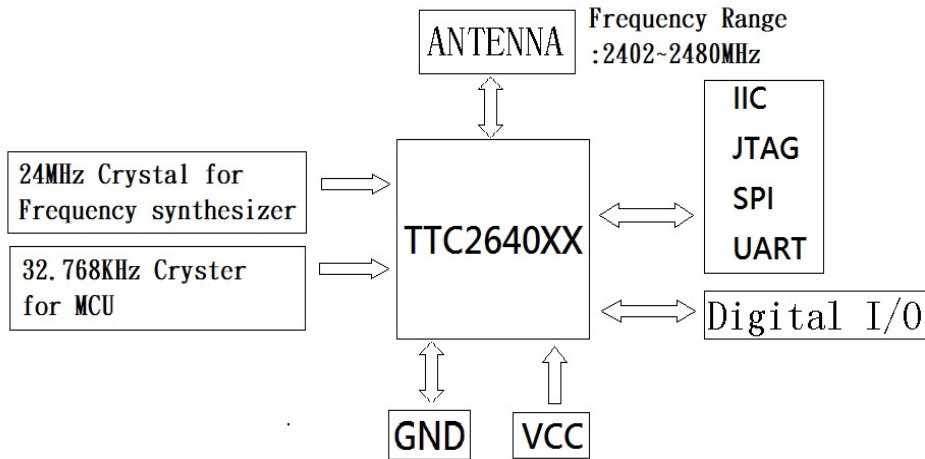 ANTENNA
Frequency Range
:2402~2480MHz
IIC
JTAG
SPI
UART
24MHz Crystal for
Frequency synthesizer
TTC2640XX
32.768KHz Cryster
for MCU
Digital I/O
GND
VCC